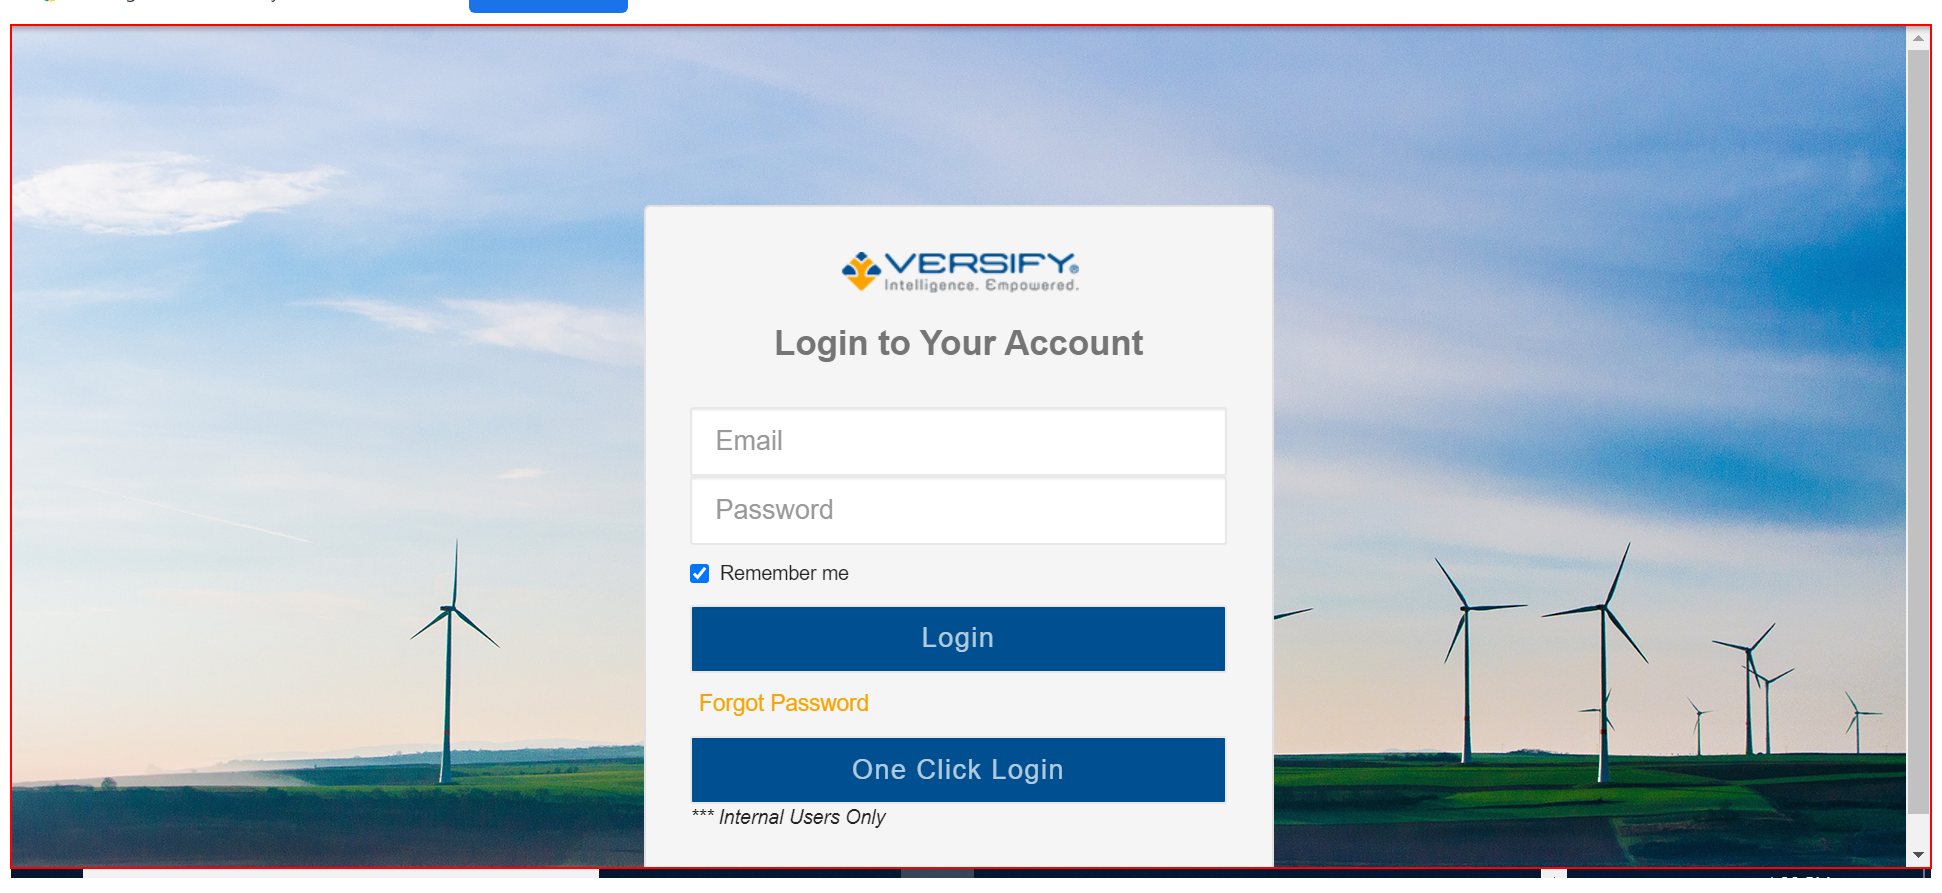 VERSIFY®
Intelligence. Empowered.
Login to Your Account
Email
Password
Remember me
Login
Forgot Password
One Click Login
*** Internal Users Only